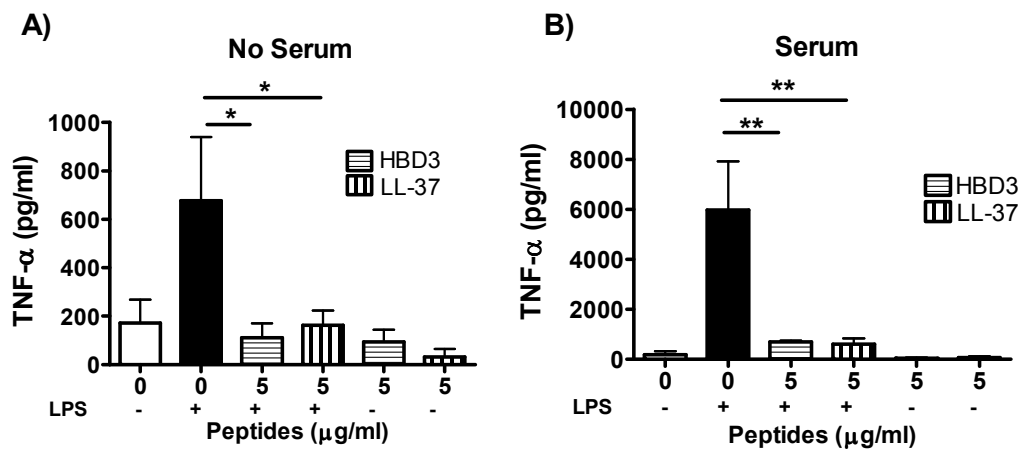 A)
No Serum
*
*
1000
800
600
400
200
0
TNF-α (pg/ml)
HBD3
LL-37
0 0 5 5 5 5
LPS - + + + - -
Peptides (μg/ml)
B)
Serum
**
**
10000
8000
6000
4000
2000
0
TNF-α (pg/ml)
HBD3
LL-37
0 0 5 5 5 5
LPS - + + + - -
Peptides (μg/ml)